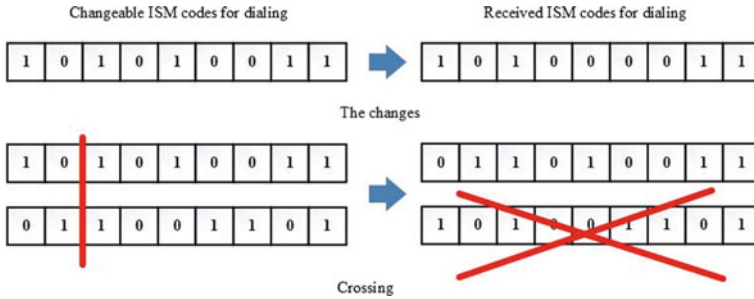 Changeable ISM codes for dialing Received ISM codes for dialing
1 0 1 0 1 0 0 1 1 1 0 1 0 0 0 0 1 1
The changes
1 0 1 0 1 0 0 1 1 0 1 1 0 1 0 0 1 1
0 1 1 0 0 1 1 0 1 1 0 1 0 0 1 1 0 1
Crossing